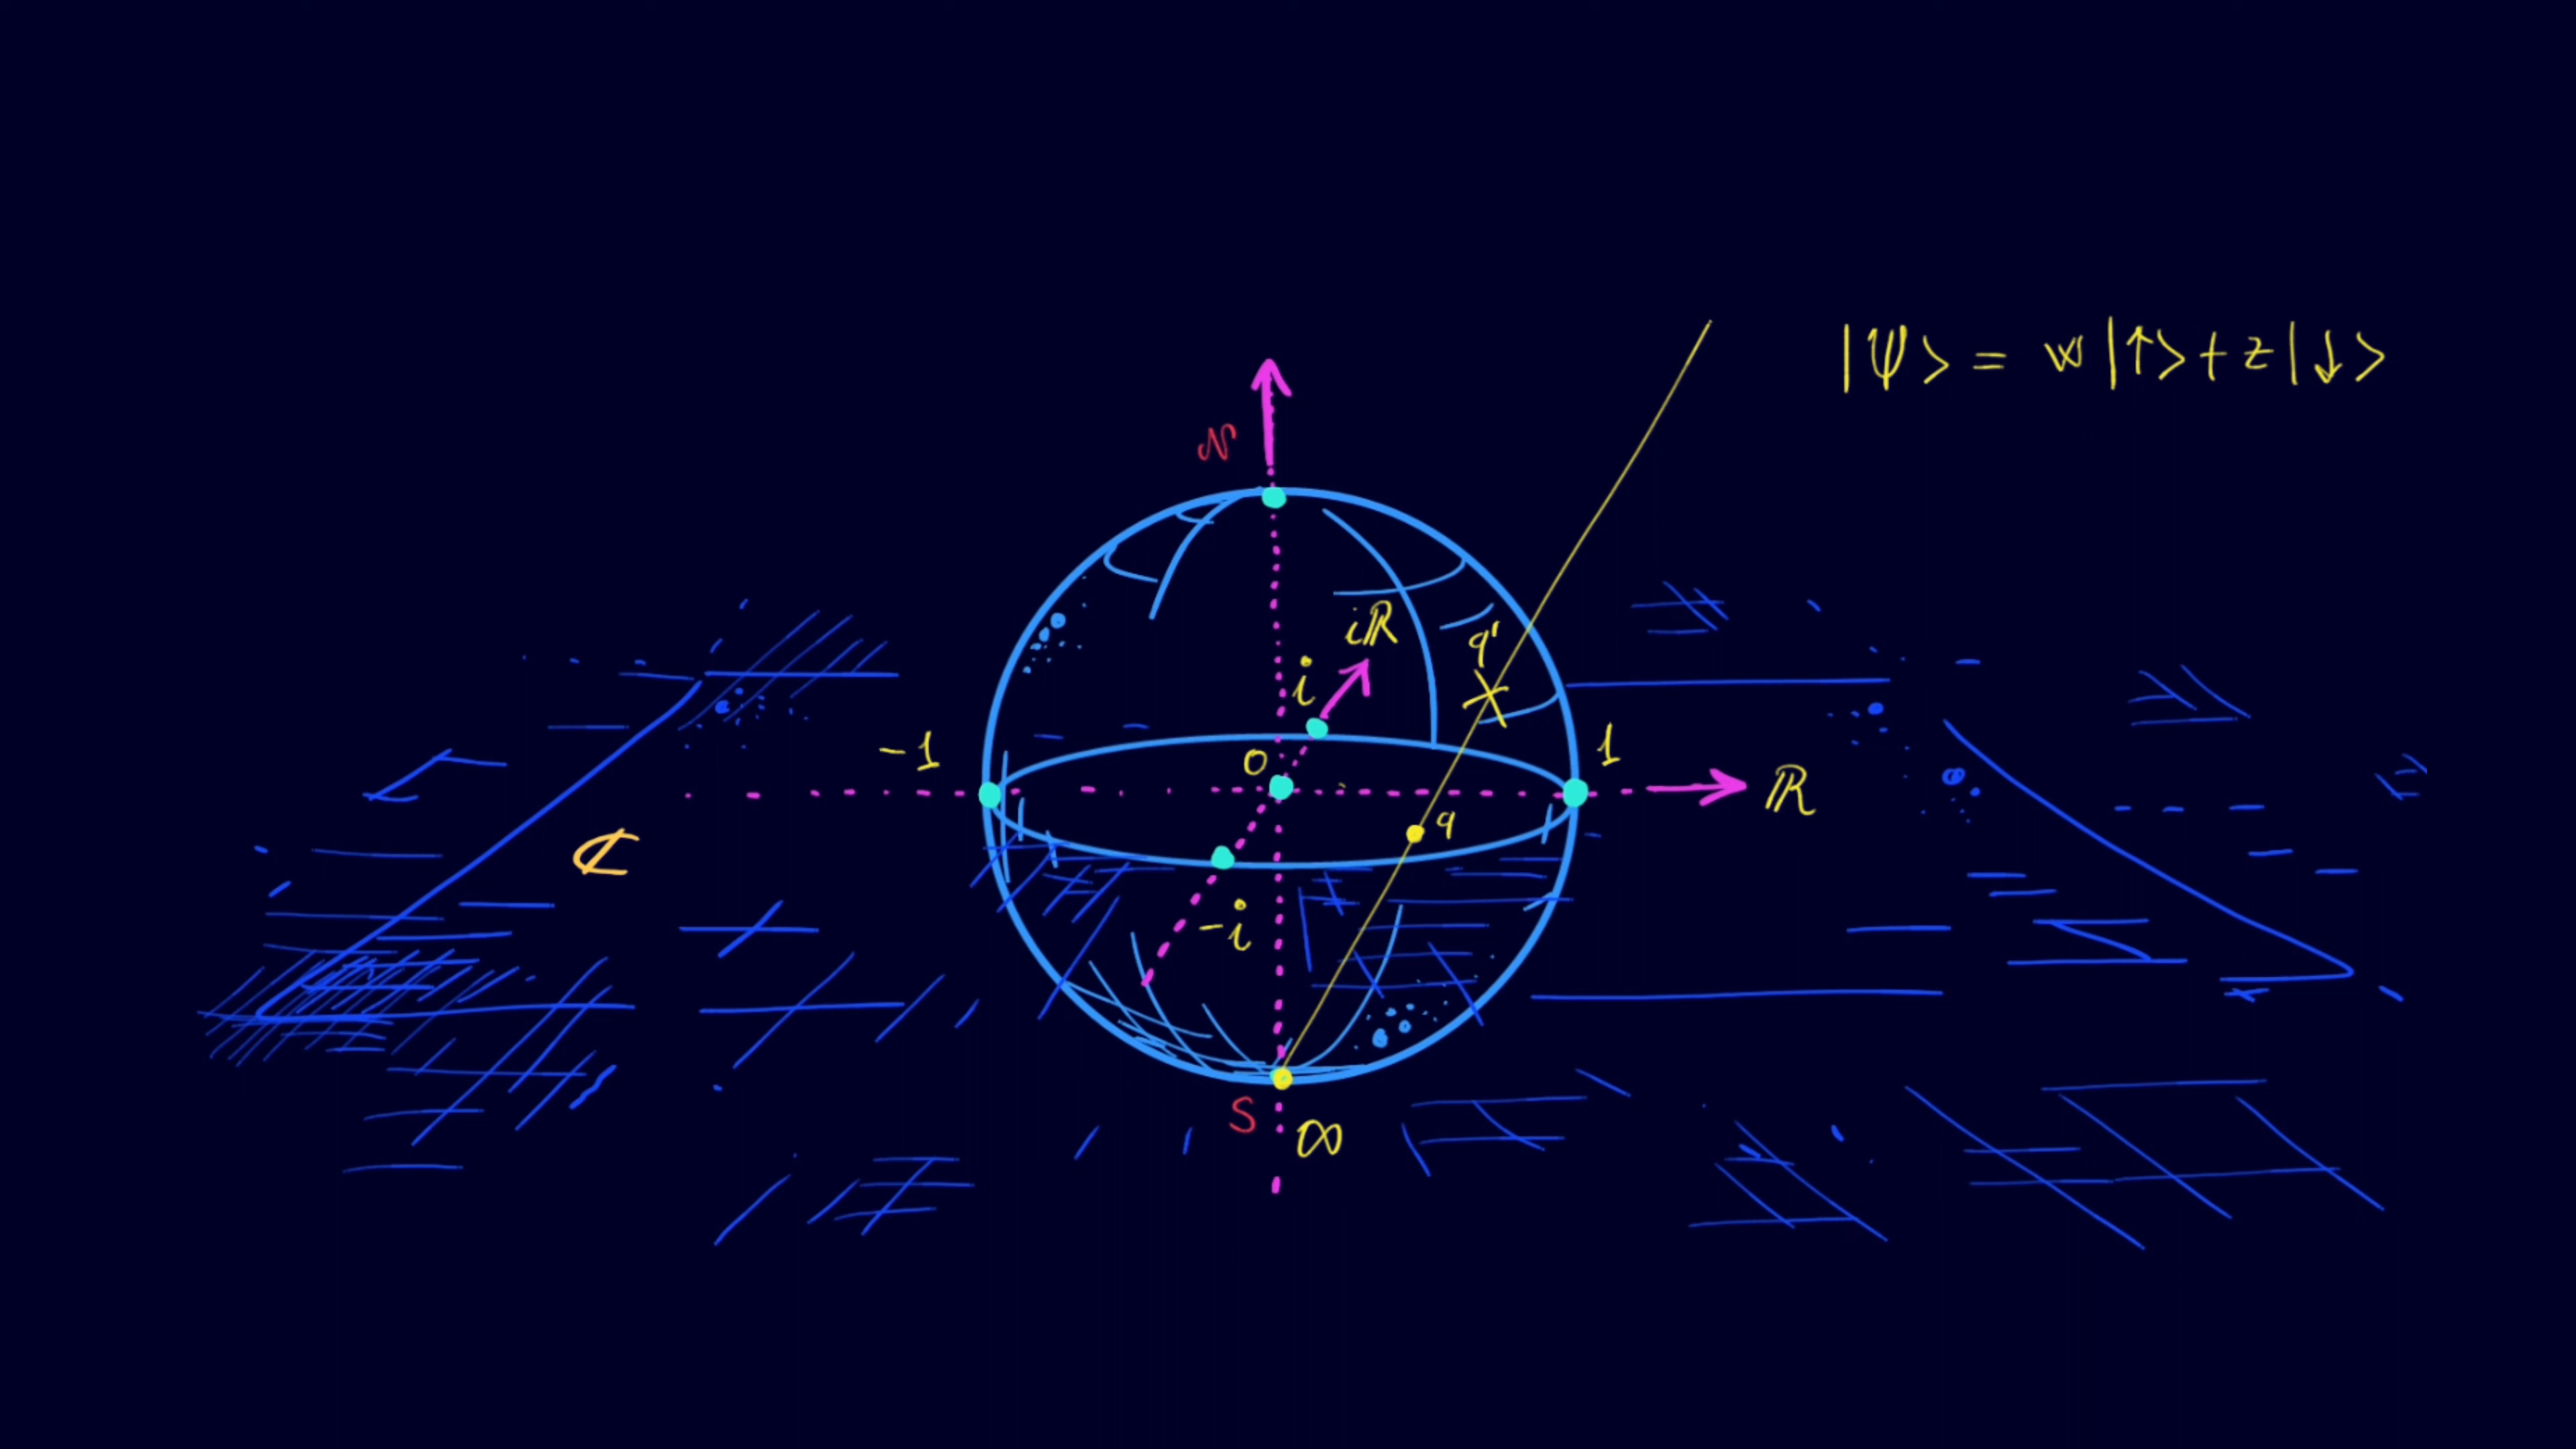 |ψ> = w|↑> + z|↓>
N
iℝ
i
q'
-1
0
1
ℝ
ℂ
q
-i
S
∞